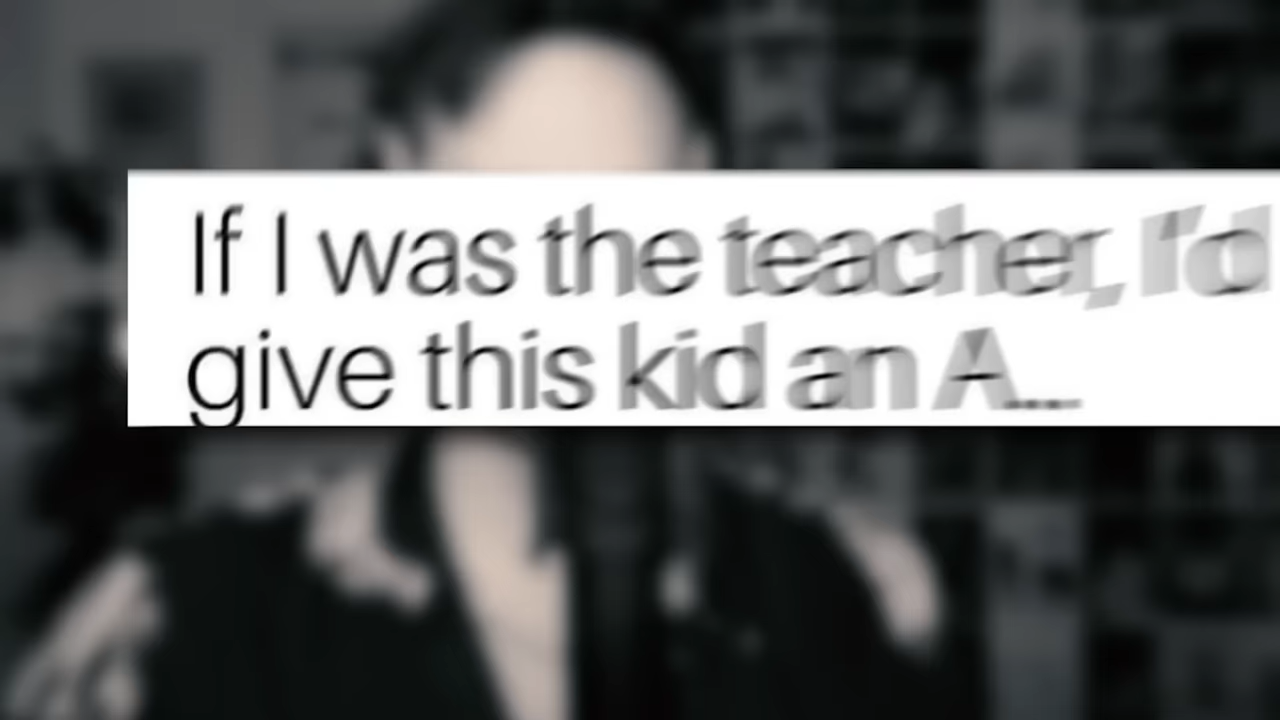 If I was the teacher, I'd
give this kid an A...